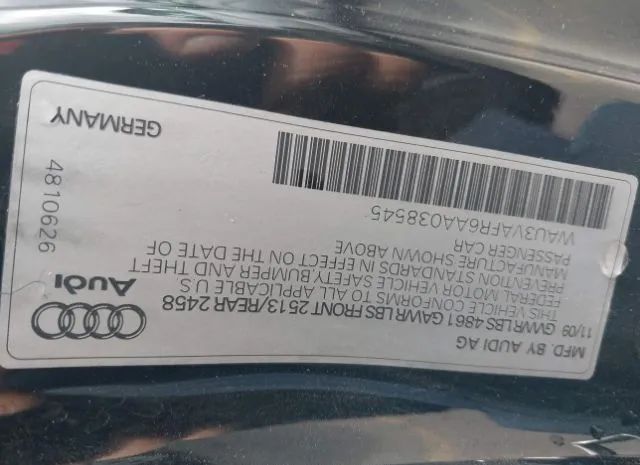 MFD. BY AUDI AG
11/09 GVWR LBS 4861 GAWR LBS FRONT 2513/REAR 2458
THIS VEHICLE CONFORMS TO ALL APPLICABLE U.S.
FEDERAL MOTOR VEHICLE SAFETY BUMPER AND THEFT
PREVENTION STANDARDS IN EFFECT ON THE DATE OF
MANUFACTURE SHOWN ABOVE
PASSENGER CAR
WAU3VAFR6AA038545
Audi
4810626
GERMANY